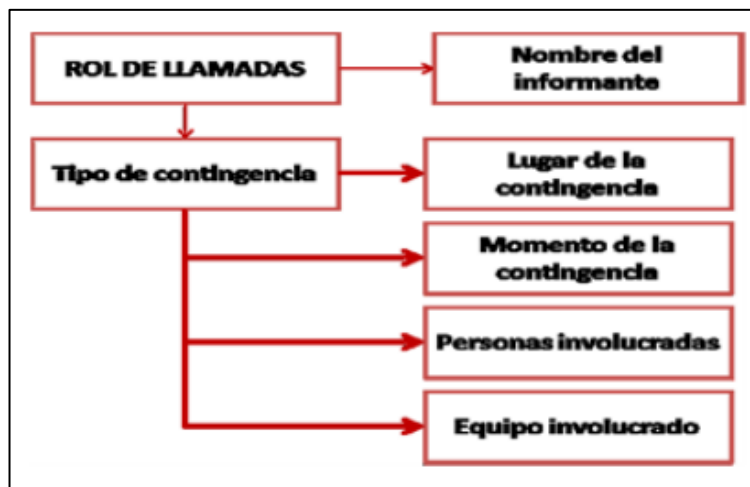 ROL DE LLAMADAS
Nombre del
informante
Tipo de contingencia
Lugar de la
contingencia
Momento de la
contingencia
Personas involucradas
Equipo involucrado